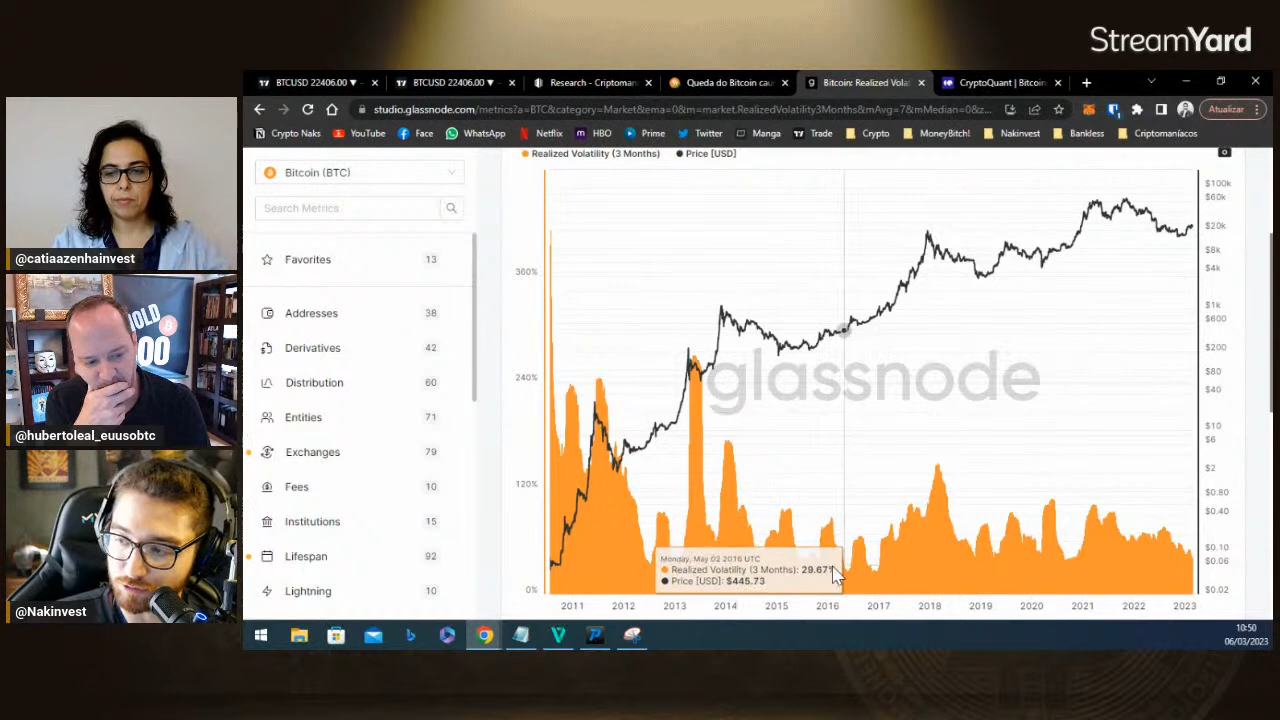 StreamYard
BTCUSD 22406.00 ▼
BTCUSD 22406.00 ▼
Research - Criptoman
Queda do Bitcoin cau
Bitcoin: Realized Vola
CryptoQuant | Bitcoin
studio.glassnode.com/metrics?a=BTC&category=Market&ema=0&m=market.RealizedVolatility3Months&mAvg=7&mMedian=0&z...
Atualizar
Crypto Naks
YouTube
Face
WhatsApp
Netflix
HBO
Prime
Twitter
Manga
Trade
Crypto
MoneyBitch!
Nakinvest
Bankless
Criptomaníacos
Realized Volatility (3 Months)
Price [USD]
Bitcoin (BTC)
Search Metrics
Favorites 13
Addresses 38
Derivatives 42
Distribution 60
Entities 71
Exchanges 79
Fees 10
Institutions 15
Lifespan 92
Lightning 10
360%
240%
120%
0%
$100k
$60k
$20k
$8k
$4k
$1k
$600
$200
$80
$40
$10
$6
$2
$0.80
$0.40
$0.10
$0.06
$0.02
glassnode
Monday, May 02 2016 UTC
Realized Volatility (3 Months): 29.67%
Price [USD]: $445.73
2011 2012 2013 2014 2015 2016 2017 2018 2019 2020 2021 2022 2023
10:50
06/03/2023
@catiaazenhainvest
HOLD
@hubertoleal_euusobtc
@Nakinvest